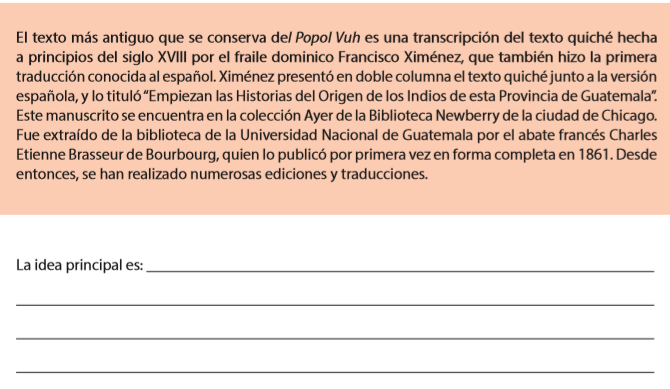 El texto más antiguo que se conserva del Popol Vuh es una transcripción del texto quiché hecha
a principios del siglo XVIII por el fraile dominico Francisco Ximénez, que también hizo la primera
traducción conocida al español. Ximénez presentó en doble columna el texto quiché junto a la versión
española, y lo tituló “Empiezan las Historias del Origen de los Indios de esta Provincia de Guatemala”.
Este manuscrito se encuentra en la colección Ayer de la Biblioteca Newberry de la ciudad de Chicago.
Fue extraído de la biblioteca de la Universidad Nacional de Guatemala por el abate francés Charles
Etienne Brasseur de Bourbourg, quien lo publicó por primera vez en forma completa en 1861. Desde
entonces, se han realizado numerosas ediciones y traducciones.
La idea principal es: